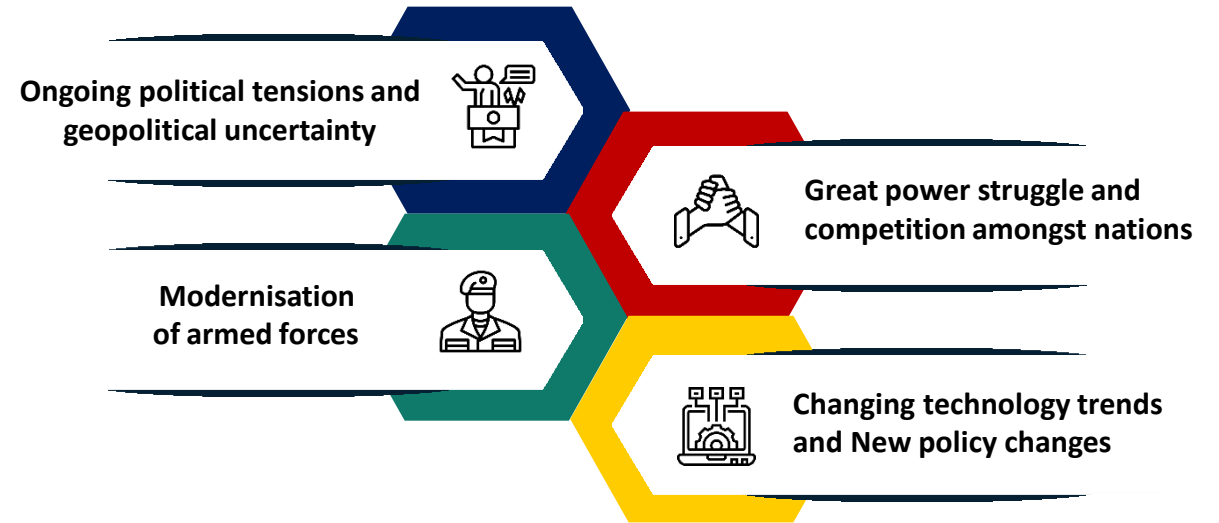 Ongoing political tensions and
geopolitical uncertainty
Great power struggle and
competition amongst nations
Modernisation
of armed forces
Changing technology trends
and New policy changes